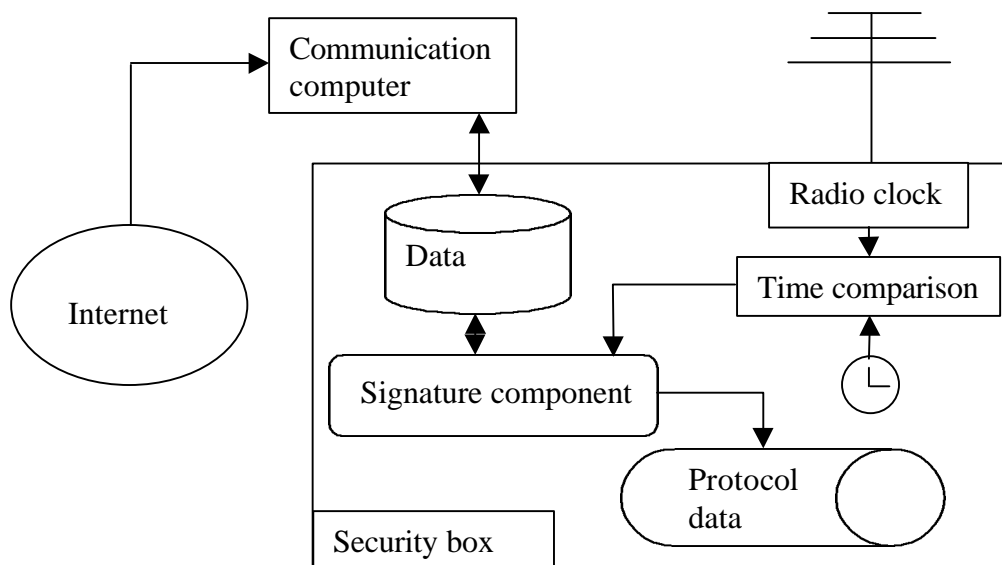 Communication
computer
Radio clock
Data
Time comparison
Internet
Signature component
Protocol
data
Security box